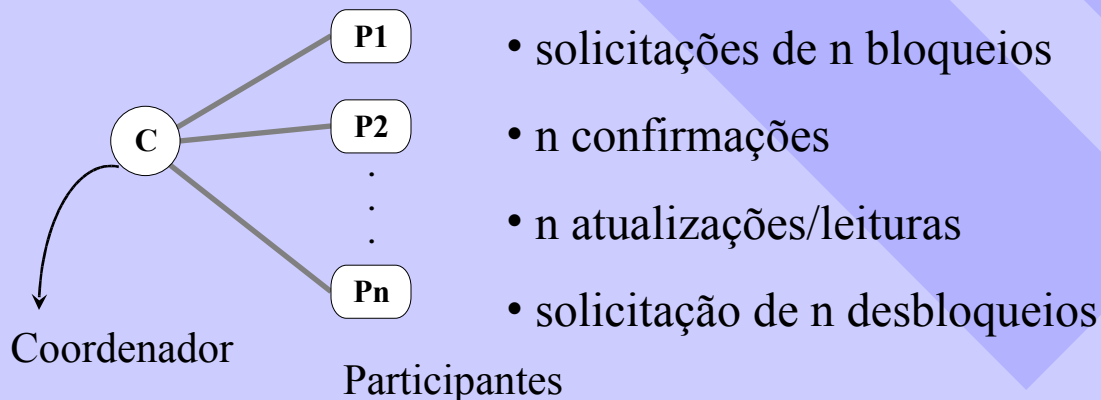 P1
• solicitações de n bloqueios
C
P2
• n confirmações
.
.
.
• n atualizações/leituras
Pn
• solicitação de n desbloqueios
Coordenador
Participantes